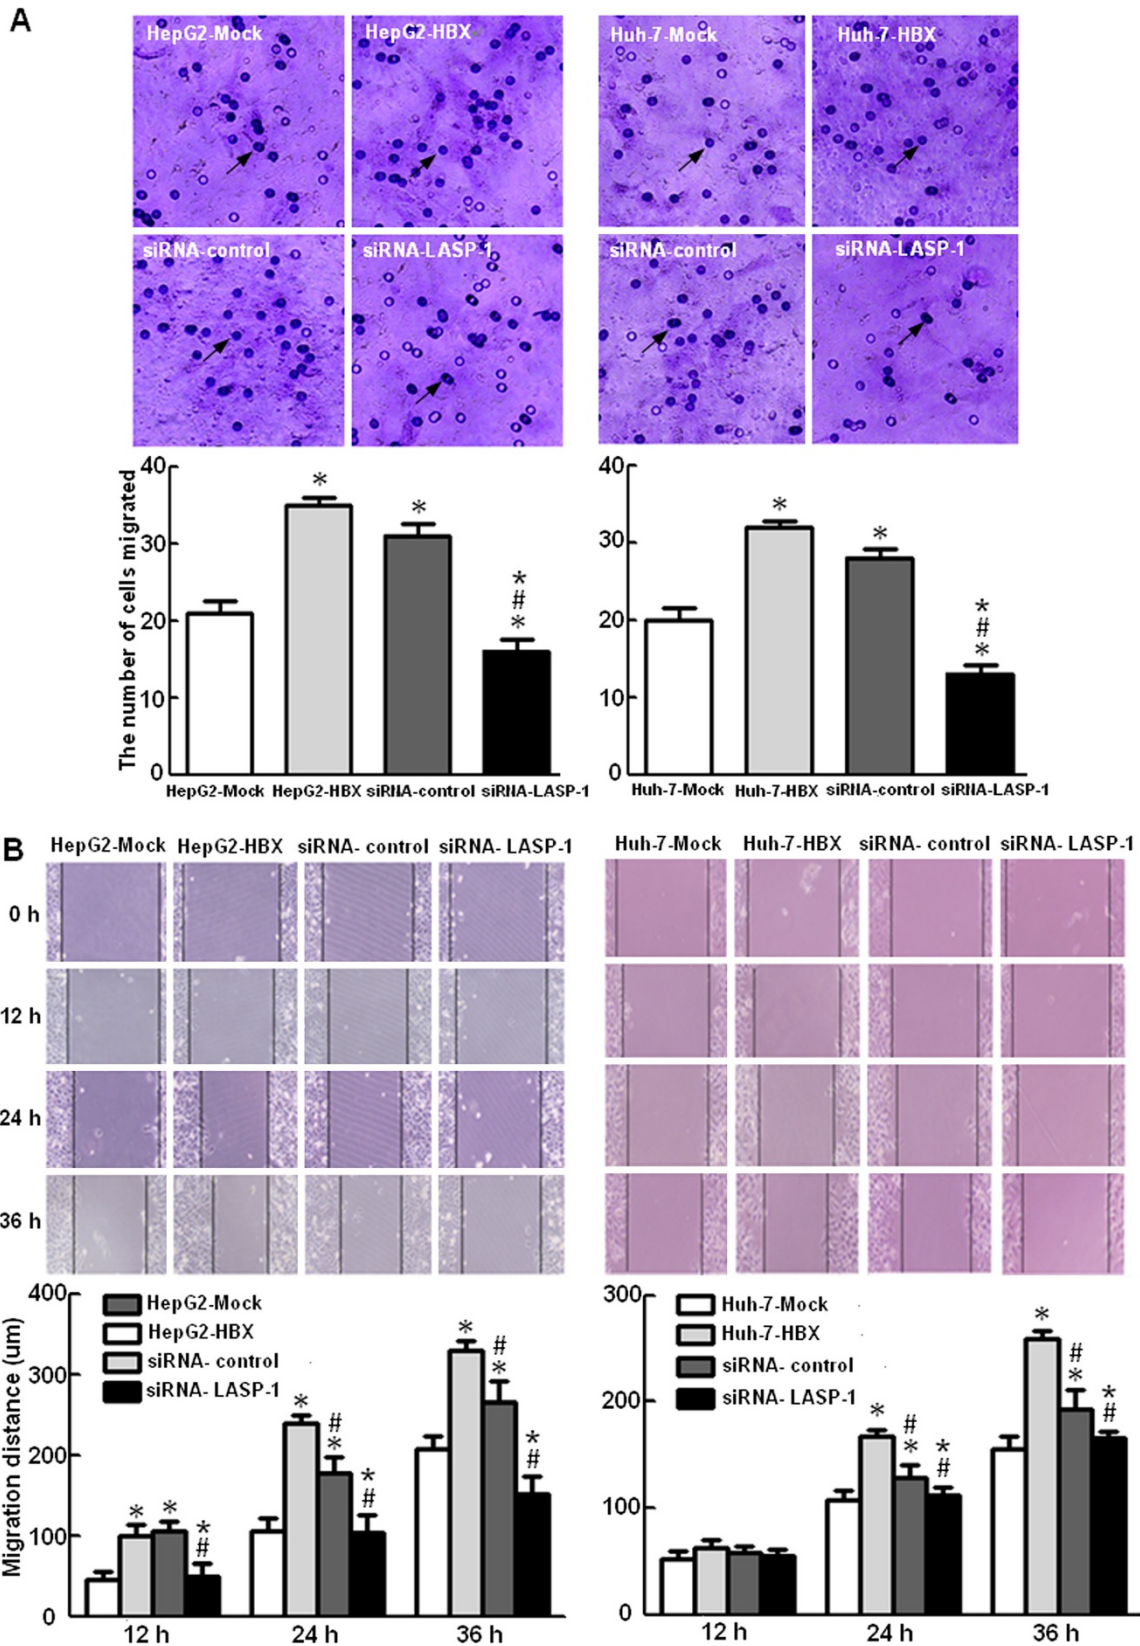 A
HepG2-Mock HepG2-HBX Huh-7-Mock Huh-7-HBX
siRNA-control siRNA-LASP-1 siRNA-control siRNA-LASP-1
The number of cells migrated
40
30
20
10
0
* * * # *
HepG2-Mock HepG2-HBX siRNA-control siRNA-LASP-1
40
30
20
10
0
* * * # *
Huh-7-Mock Huh-7-HBX siRNA-control siRNA-LASP-1
B
HepG2-Mock HepG2-HBX siRNA- control siRNA- LASP-1 Huh-7-Mock Huh-7-HBX siRNA- control siRNA- LASP-1
0 h
12 h
24 h
36 h
Migration distance (um)
400
300
200
100
0
HepG2-Mock
HepG2-HBX
siRNA- control
siRNA- LASP-1
* * * #
* # * * #
* # * * #
12 h 24 h 36 h
300
200
100
0
Huh-7-Mock
Huh-7-HBX
siRNA- control
siRNA- LASP-1
* # * * #
* # * * #
12 h 24 h 36 h